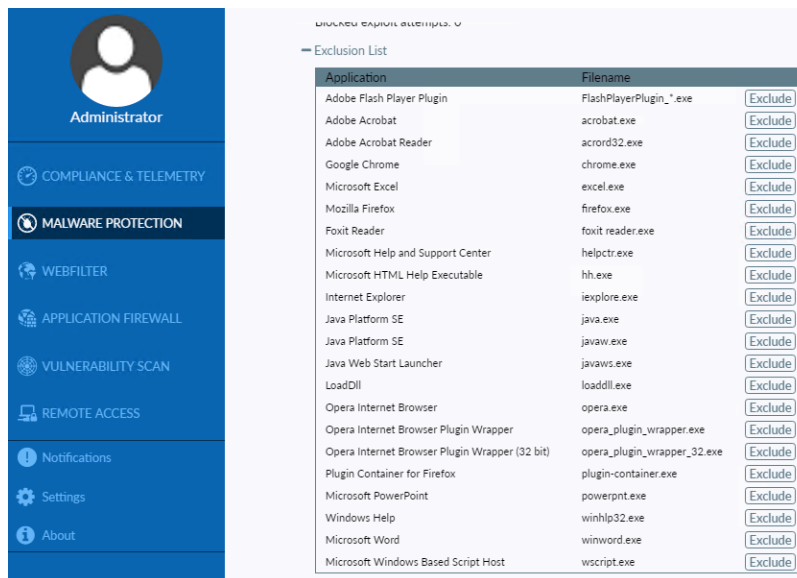 Administrator
COMPLIANCE & TELEMETRY
MALWARE PROTECTION
WEBFILTER
APPLICATION FIREWALL
VULNERABILITY SCAN
REMOTE ACCESS
Notifications
Settings
About
Blocked exploit attempts: 0
Exclusion List
Application Filename
Adobe Flash Player Plugin FlashPlayerPlugin_*.exe Exclude
Adobe Acrobat acrobat.exe Exclude
Adobe Acrobat Reader acrord32.exe Exclude
Google Chrome chrome.exe Exclude
Microsoft Excel excel.exe Exclude
Mozilla Firefox firefox.exe Exclude
Foxit Reader foxit reader.exe Exclude
Microsoft Help and Support Center helpctr.exe Exclude
Microsoft HTML Help Executable hh.exe Exclude
Internet Explorer iexplore.exe Exclude
Java Platform SE java.exe Exclude
Java Platform SE javaw.exe Exclude
Java Web Start Launcher javaws.exe Exclude
LoadDll loaddll.exe Exclude
Opera Internet Browser opera.exe Exclude
Opera Internet Browser Plugin Wrapper opera_plugin_wrapper.exe Exclude
Opera Internet Browser Plugin Wrapper (32 bit) opera_plugin_wrapper_32.exe Exclude
Plugin Container for Firefox plugin-container.exe Exclude
Microsoft PowerPoint powerpnt.exe Exclude
Windows Help winhlp32.exe Exclude
Microsoft Word winword.exe Exclude
Microsoft Windows Based Script Host wscript.exe Exclude